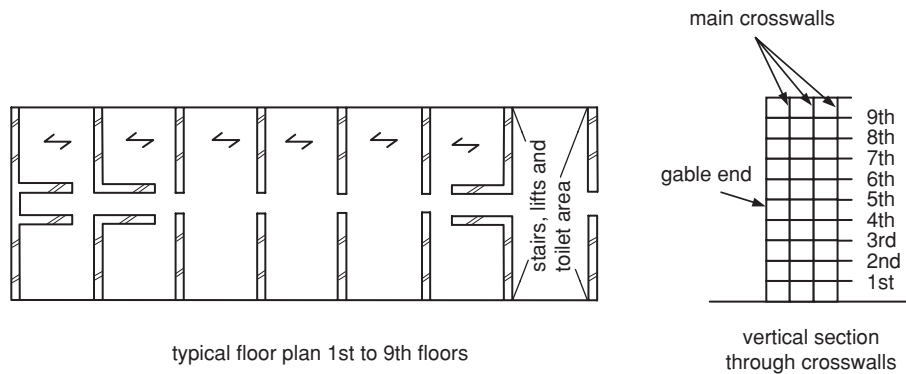 main crosswalls
9th
8th
7th
6th
5th
4th
3rd
2nd
1st
gable end
stairs, lifts and
toilet area
typical floor plan 1st to 9th floors
vertical section
through crosswalls